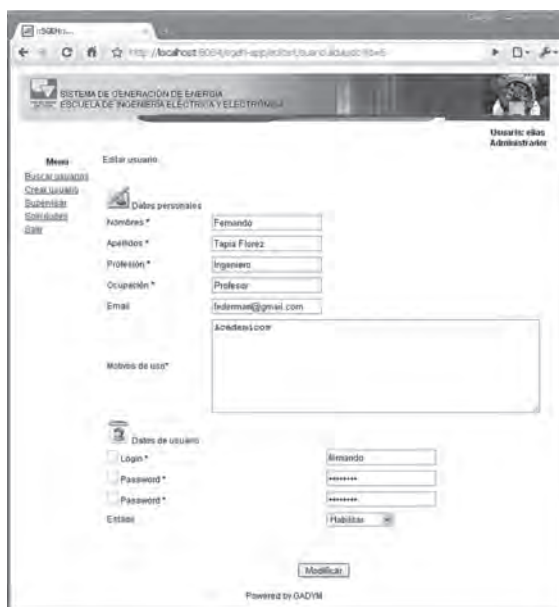 SISTEMA DE GENERACIÓN DE ENERGÍA
ESCUELA DE INGENIERÍA ELÉCTRICA Y ELECTRÓNICA
Usuario: elias
Administrador
Menú
Buscar usuarios
Crear usuario
Supervisar
Solicitudes
Salir
Editar usuario
Datos personales
Nombres * Fernando
Apellidos * Tapia Florez
Profesión * Ingeniero
Ocupación * Profesor
Email federman@gmail.com
Motivos de uso* Académicos
Datos de usuario
Login *
Password * ••••••••
Password * ••••••••
Estado Habilitar
Modificar
Powered by GADYM